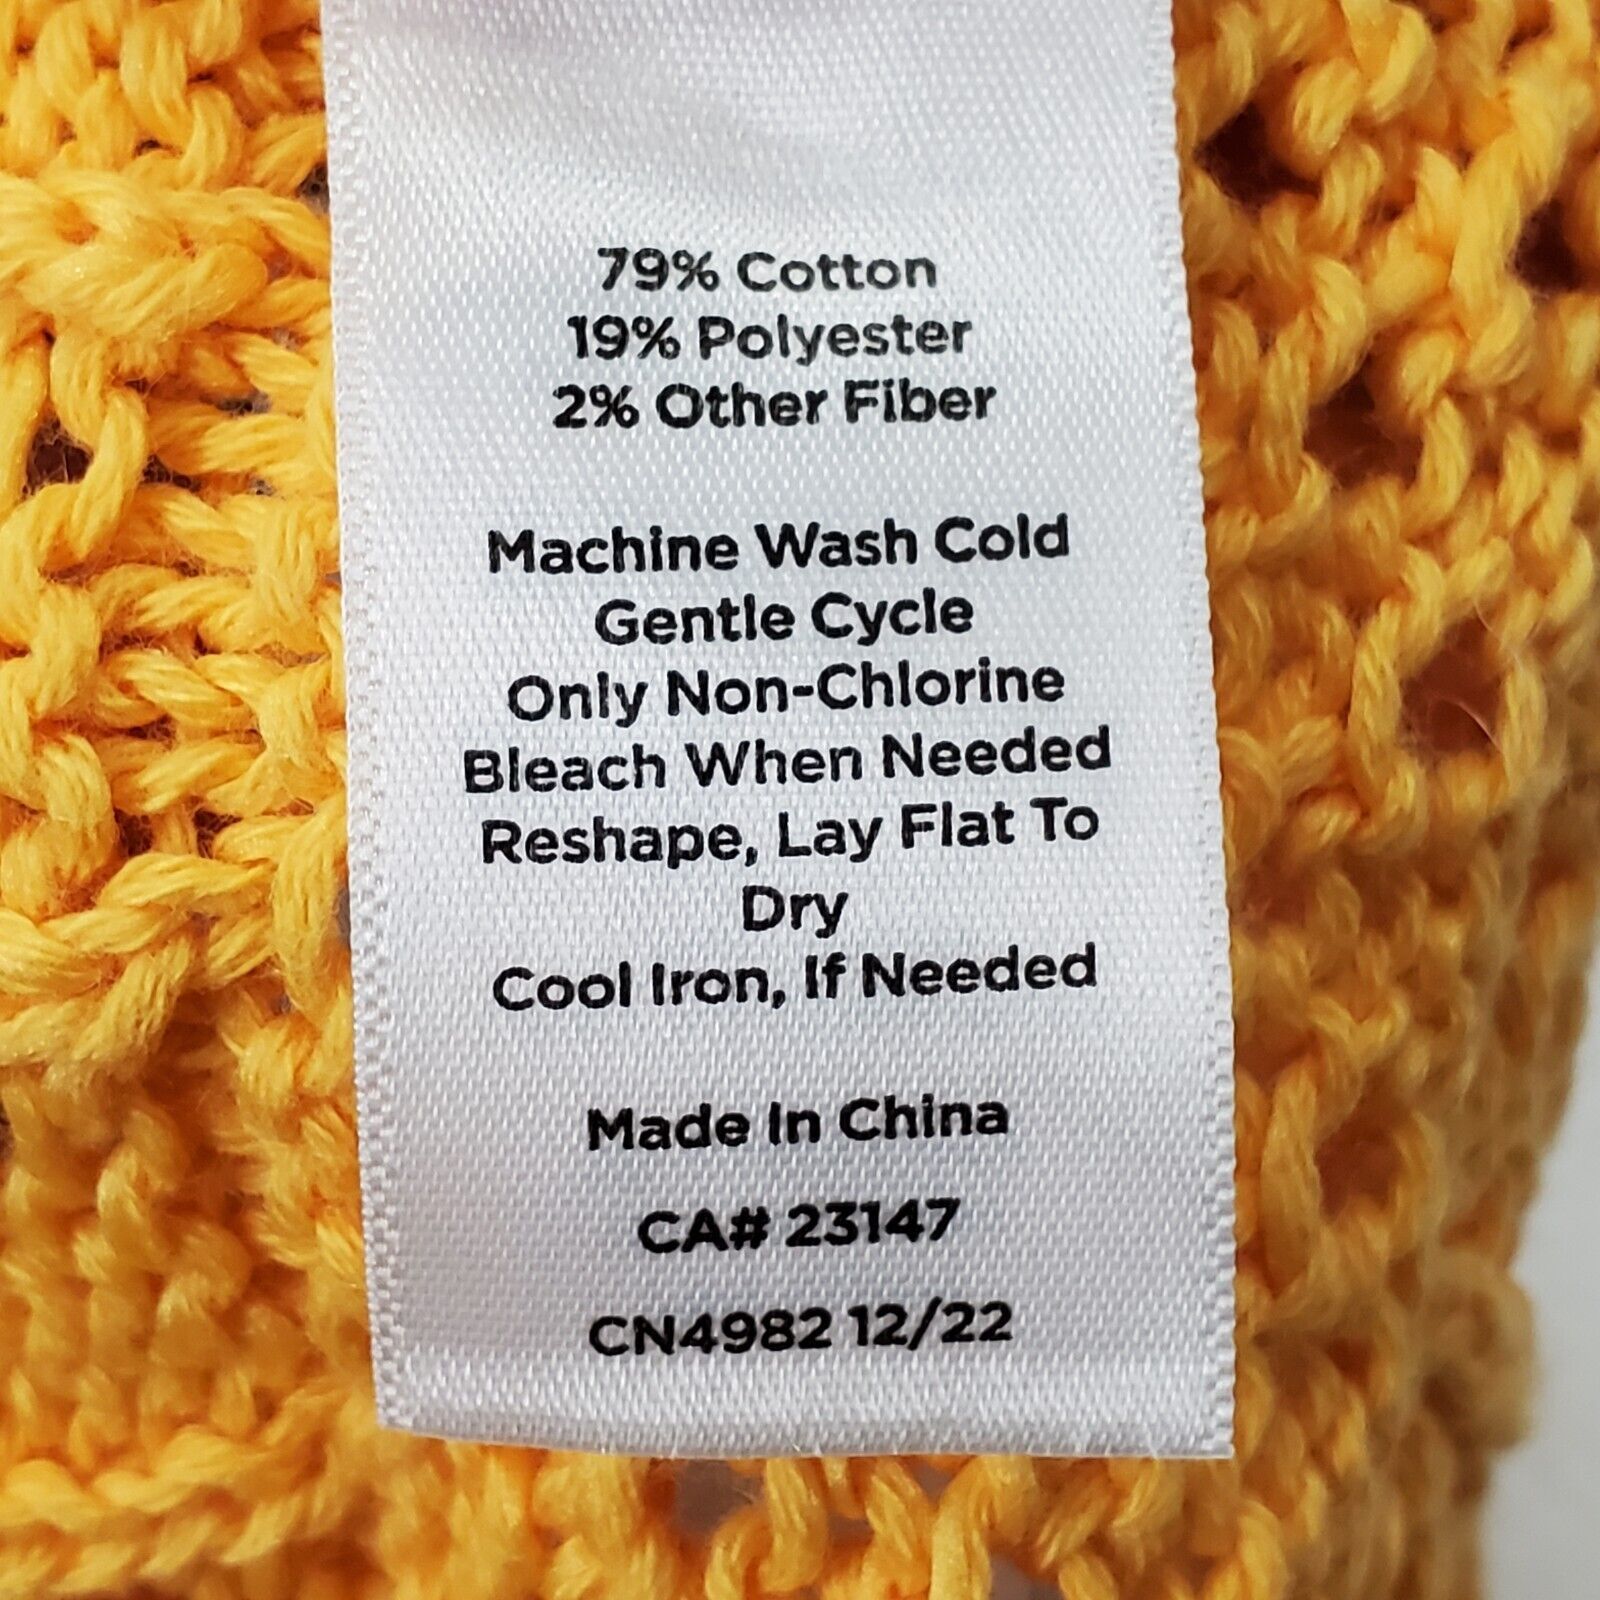 79% Cotton
19% Polyester
2% Other Fiber
Machine Wash Cold
Gentle Cycle
Only Non-Chlorine
Bleach When Needed
Reshape, Lay Flat To
Dry
Cool Iron, If Needed
Made In China
CA# 23147
CN4982 12/22